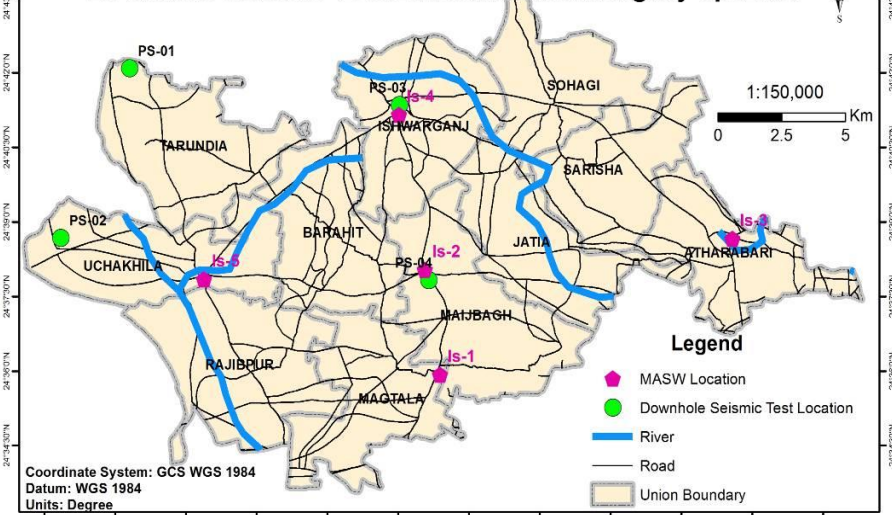 S
PS-01
24°42'0"N
SOHAGI
PS-03
Is-4
1:150,000
ISHWARGANJ
0 2.5 5 Km
TARUNDIA
24°40'30"N
SARISHA
24°39'0"N
PS-02
Is-3
BARAHIT
JATIA
ATHARABARI
UCHAKHILA
Is-5
Is-2
PS-04
24°37'30"N
MAIJBAGH
Legend
Is-1
24°36'0"N
RAJIBPUR
MASW Location
MAGTALA
Downhole Seismic Test Location
River
24°34'30"N
Road
Coordinate System: GCS WGS 1984
Datum: WGS 1984
Units: Degree
Union Boundary